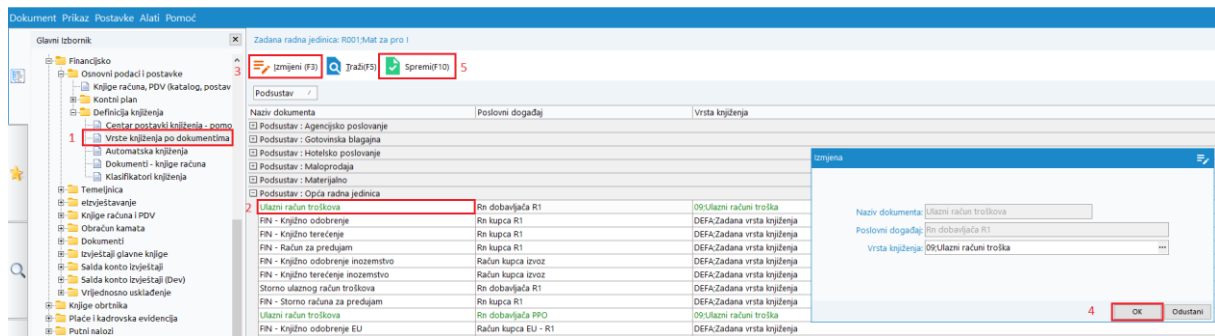 Dokument Prikaz Postavke Alati Pomoć
Glavni Izbornik
Financijsko
Osnovni podaci i postavke
Knjige računa, PDV (katalog, postav
Kontni plan
Definicija knjiženja
Centar postavki knjiženja - pomo
1 Vrste knjiženja po dokumentima
Automatska knjiženja
Dokumenti - knjige računa
Klasifikatori knjiženja
Temeljnica
eIzvještavanje
Knjige računa i PDV
Obračun kamata
Dokumenti
Izvještaji glavne knjige
Salda konto izvještaji
Salda konto izvještaji (Dev)
Vrijednosno usklađenje
Knjige obrtnika
Plaće i kadrovska evidencija
Putni nalozi
Zadana radna jedinica: R001;Mat za pro I
3 Izmijeni (F3) Traži(F5) Spremi(F10) 5
Podsustav
Naziv dokumenta Poslovni događaj Vrsta knjiženja
Podsustav : Agencijsko poslovanje
Podsustav : Gotovinska blagajna
Podsustav : Hotelsko poslovanje
Podsustav : Maloprodaja
Podsustav : Materijalno
Podsustav : Opća radna jedinica
2 Ulazni račun troškova Rn dobavljača R1 09;Ulazni računi troška
FIN - Knjižno odobrenje Rn kupca R1 DEFA;Zadana vrsta knjiženja
FIN - Knjižno terećenje Rn kupca R1 DEFA;Zadana vrsta knjiženja
FIN - Račun za predujam Rn kupca R1 DEFA;Zadana vrsta knjiženja
FIN - Knjižno odobrenje inozemstvo Račun kupca izvoz DEFA;Zadana vrsta knjiženja
FIN - Knjižno terećenje inozemstvo Račun kupca izvoz DEFA;Zadana vrsta knjiženja
Storno ulaznog račun troškova Rn dobavljača R1 DEFA;Zadana vrsta knjiženja
FIN - Storno računa za predujam Rn kupca R1 DEFA;Zadana vrsta knjiženja
Ulazni račun troškova Rn dobavljača PPO 09;Ulazni računi troška
FIN - Knjižno odobrenje EU Račun kupca EU - R1 DEFA;Zadana vrsta knjiženja
Izmjena
Naziv dokumenta: Ulazni račun troškova
Poslovni događaj: Rn dobavljača R1
Vrsta knjiženja: 09;Ulazni računi troška ...
4 OK Odustani